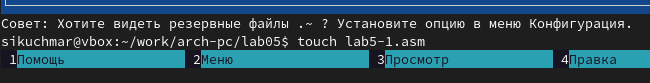 Совет: Хотите видеть резервные файлы .~ ? Установите опцию в меню Конфигурация.
sikuchmar@vbox:~/work/arch-pc/lab05$ touch lab5-1.asm
1Помощь 2Меню 3Просмотр 4Правка